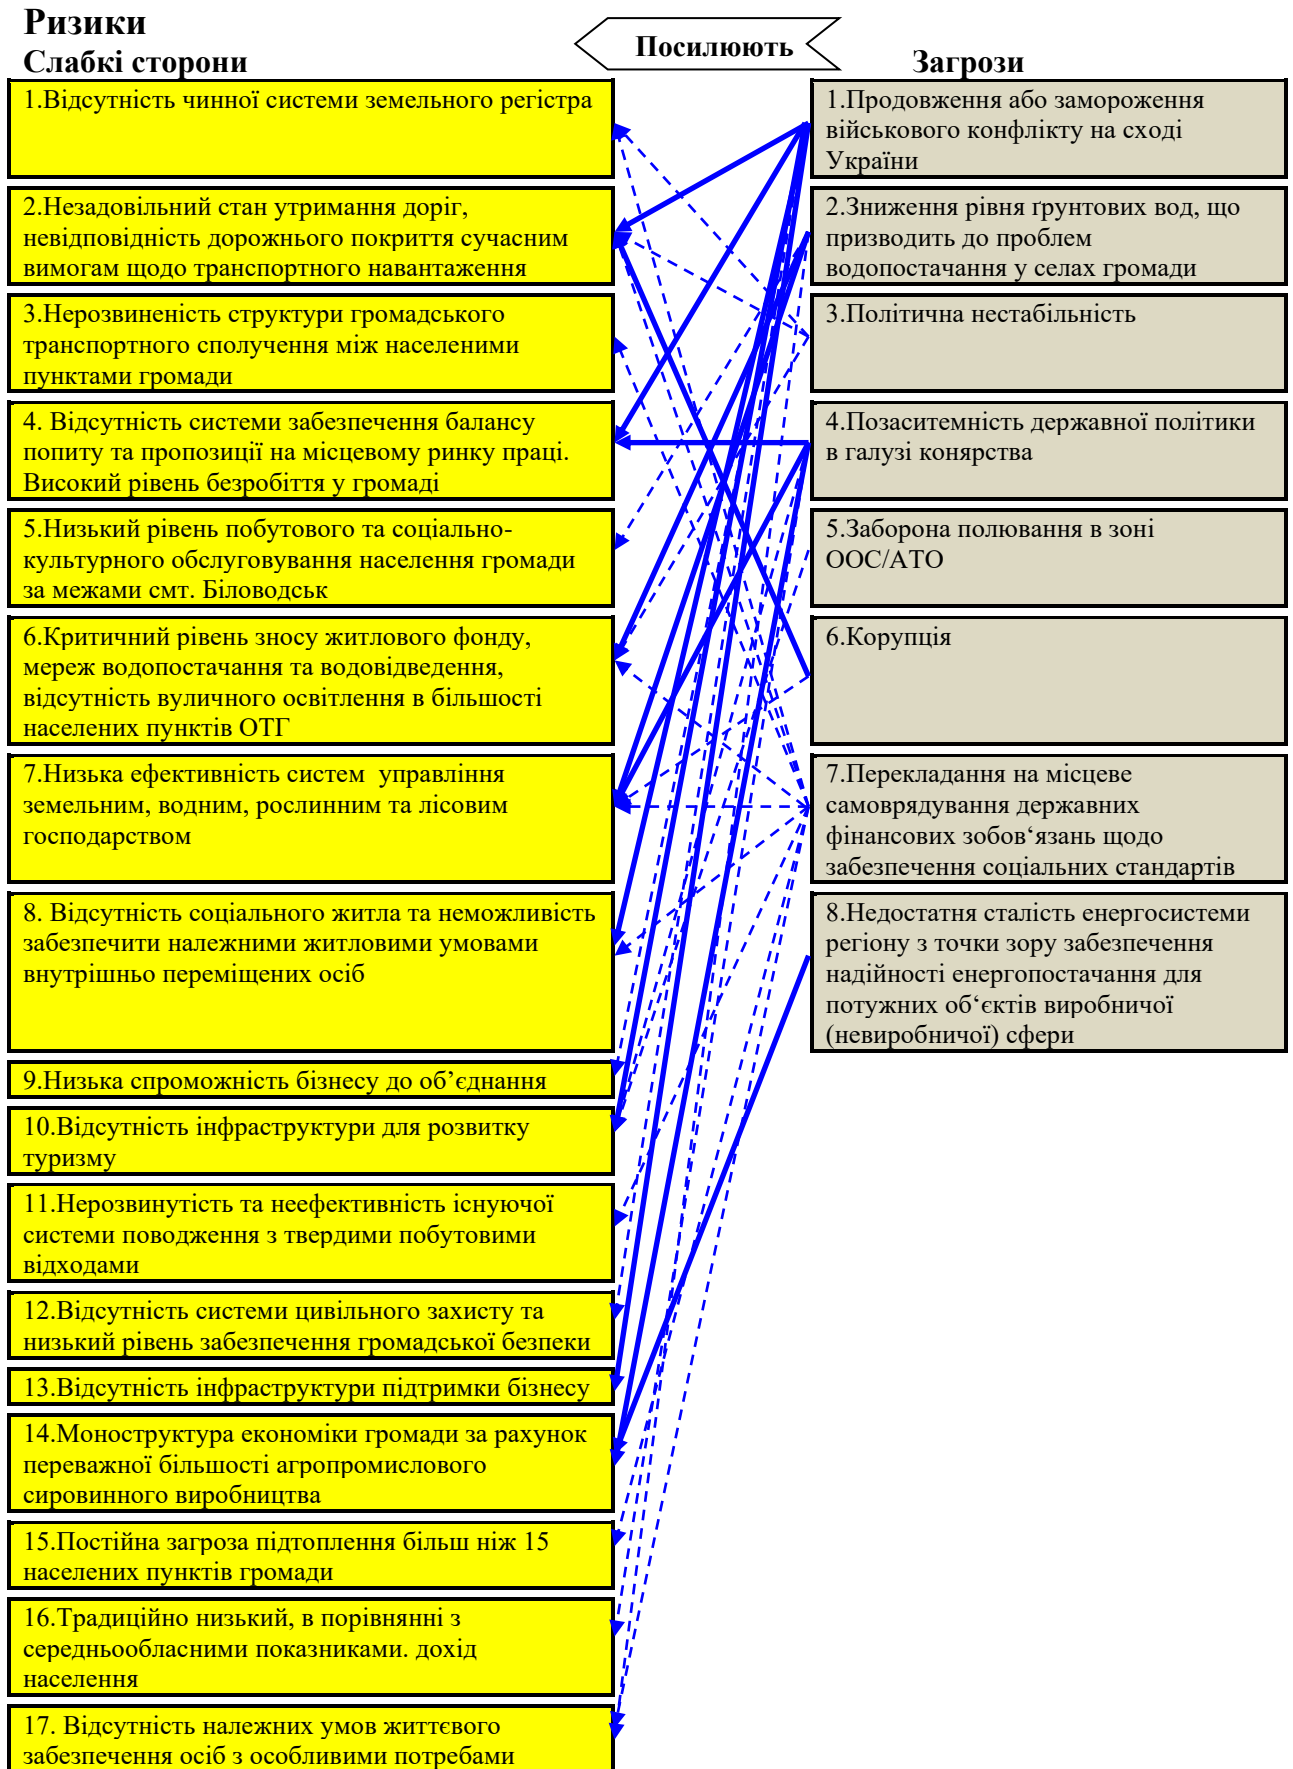 Ризики
Слабкі сторони
Посилюють
Загрози
1.Відсутність чинної системи земельного регістра
2.Незадовільний стан утримання доріг,
невідповідність дорожнього покриття сучасним
вимогам щодо транспортного навантаження
3.Нерозвиненість структури громадського
транспортного сполучення між населеними
пунктами громади
4. Відсутність системи забезпечення балансу
попиту та пропозиції на місцевому ринку праці.
Високий рівень безробіття у громаді
5.Низький рівень побутового та соціально-
культурного обслуговування населення громади
за межами смт. Біловодськ
6.Критичний рівень зносу житлового фонду,
мереж водопостачання та водовідведення,
відсутність вуличного освітлення в більшості
населених пунктів ОТГ
7.Низька ефективність систем  управління
земельним, водним, рослинним та лісовим
господарством
8. Відсутність соціального житла та неможливість
забезпечити належними житловими умовами
внутрішньо переміщених осіб
9.Низька спроможність бізнесу до об’єднання
10.Відсутність інфраструктури для розвитку
туризму
11.Нерозвинутість та неефективність існуючої
системи поводження з твердими побутовими
відходами
12.Відсутність системи цивільного захисту та
низький рівень забезпечення громадської безпеки
13.Відсутність інфраструктури підтримки бізнесу
14.Моноструктура економіки громади за рахунок
переважної більшості агропромислового
сировинного виробництва
15.Постійна загроза підтоплення більш ніж 15
населених пунктів громади
16.Традиційно низький, в порівнянні з
середньообласними показниками. дохід
населення
17. Відсутність належних умов життєвого
забезпечення осіб з особливими потребами
1.Продовження або замороження
військового конфлікту на сході
України
2.Зниження рівня ґрунтових вод, що
призводить до проблем
водопостачання у селах громади
3.Політична нестабільність
4.Позаситемність державної політики
в галузі конярства
5.Заборона полювання в зоні
ООС/АТО
6.Корупція
7.Перекладання на місцеве
самоврядування державних
фінансових зобов‘язань щодо
забезпечення соціальних стандартів
8.Недостатня сталість енергосистеми
регіону з точки зору забезпечення
надійності енергопостачання для
потужних об‘єктів виробничої
(невиробничої) сфери